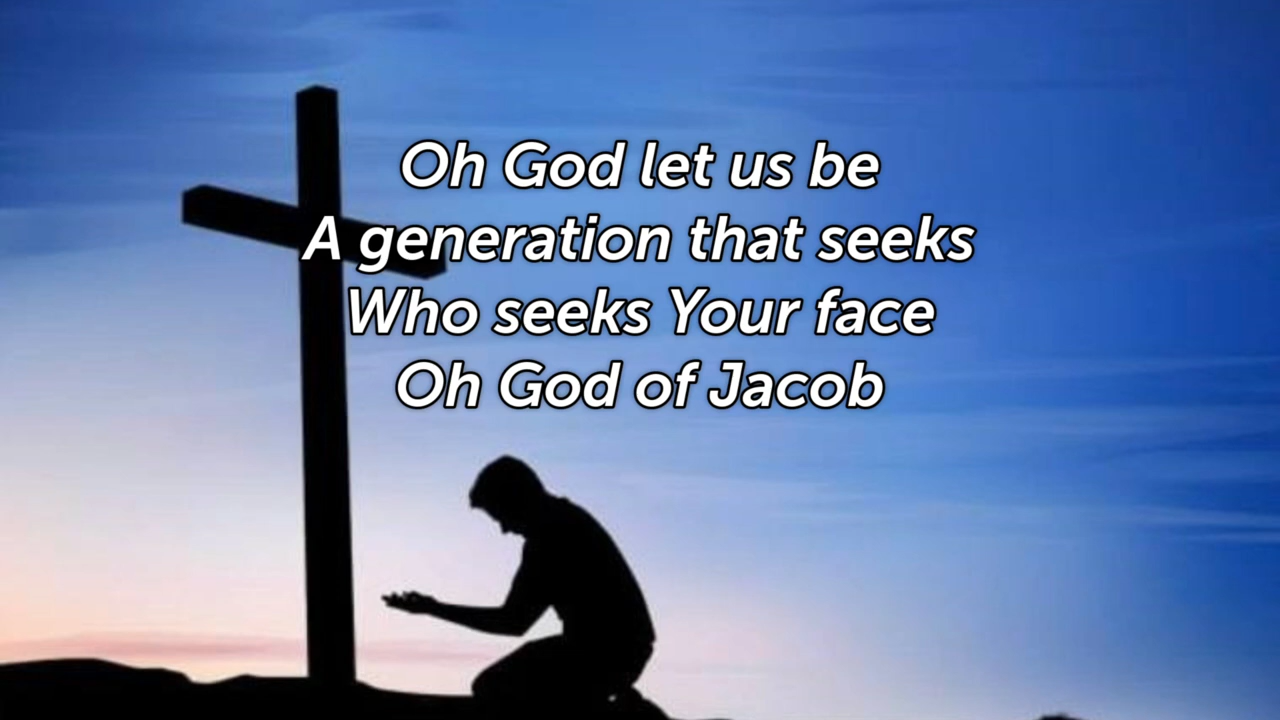 Oh God let us be
A generation that seeks
Who seeks Your face
Oh God of Jacob